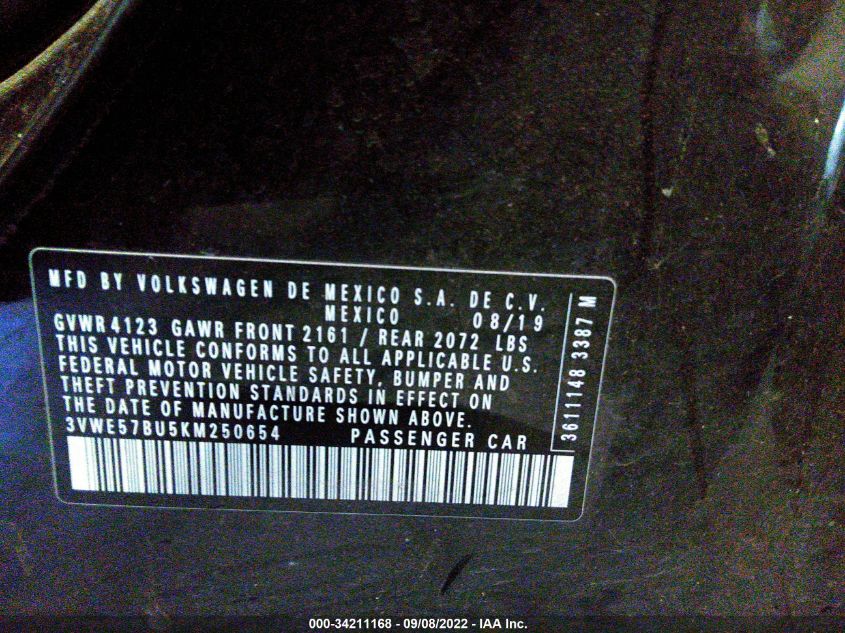 MFD BY VOLKSWAGEN DE MEXICO S.A. DE C.V.
MEXICO 08/19
GVWR 4123 GAWR FRONT 2161 / REAR 2072 LBS
THIS VEHICLE CONFORMS TO ALL APPLICABLE U.S.
FEDERAL MOTOR VEHICLE SAFETY, BUMPER AND
THEFT PREVENTION STANDARDS IN EFFECT ON
THE DATE OF MANUFACTURE SHOWN ABOVE.
3VWE57BU5KM250654 PASSENGER CAR
3611148 3387 M
000-34211168 - 09/08/2022 - IAA Inc.